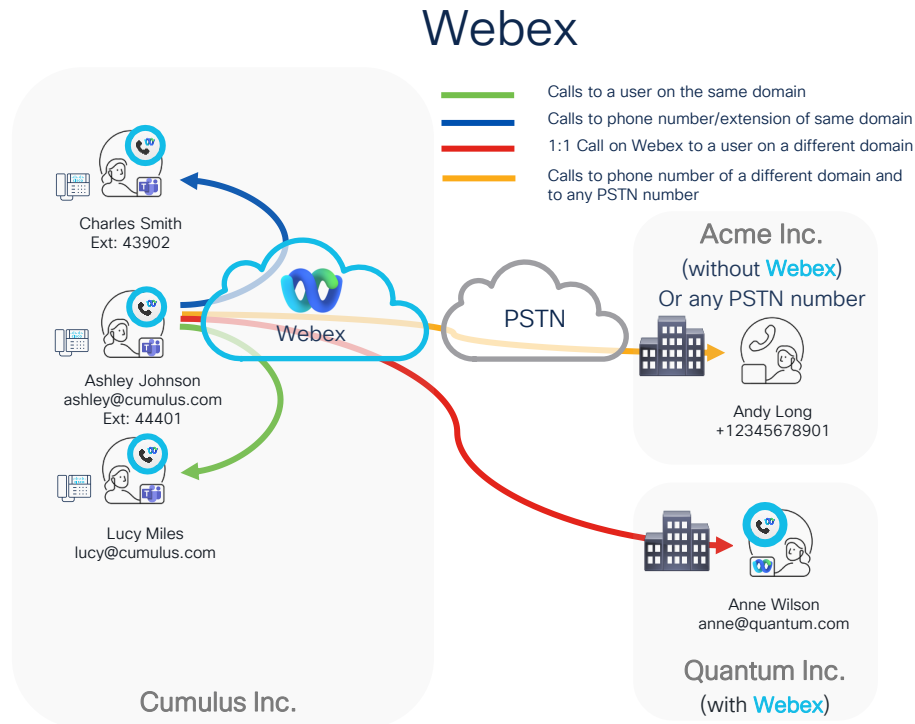 Webex
Calls to a user on the same domain
Calls to phone number/extension of same domain
1:1 Call on Webex to a user on a different domain
Calls to phone number of a different domain and
to any PSTN number
Charles Smith
Ext: 43902
Webex
PSTN
Ashley Johnson
ashley@cumulus.com
Ext: 44401
Lucy Miles
lucy@cumulus.com
Cumulus Inc.
Acme Inc.
(without Webex)
Or any PSTN number
Andy Long
+12345678901
Anne Wilson
anne@quantum.com
Quantum Inc.
(with Webex)